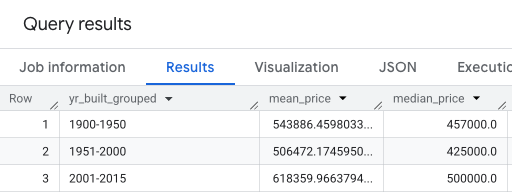 Query results
Job information Results Visualization JSON Executio
Row yr_built_grouped mean_price median_price
1 1900-1950 543886.4598033... 457000.0
2 1951-2000 506472.1745950... 425000.0
3 2001-2015 618359.9663794... 500000.0